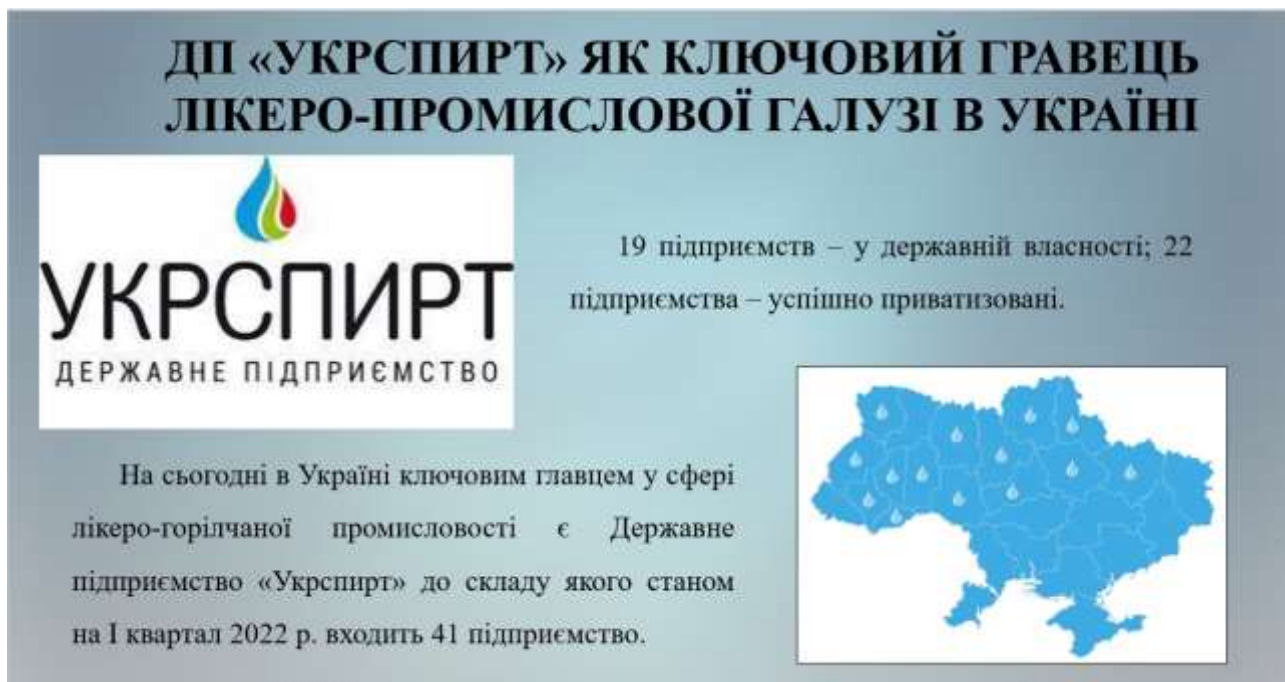 ДП «УКРСПИРТ» ЯК КЛЮЧОВИЙ ГРАВЕЦЬ
ЛІКЕРО-ПРОМИСЛОВОЇ ГАЛУЗІ В УКРАЇНІ
УКРСПИРТ
ДЕРЖАВНЕ ПІДПРИЄМСТВО
19 підприємств – у державній власності; 22
підприємства – успішно приватизовані.
На сьогодні в Україні ключовим главцем у сфері
лікеро-горілчаної промисловості є Державне
підприємство «Укрспирт» до складу якого станом
на І квартал 2022 р. входить 41 підприємство.